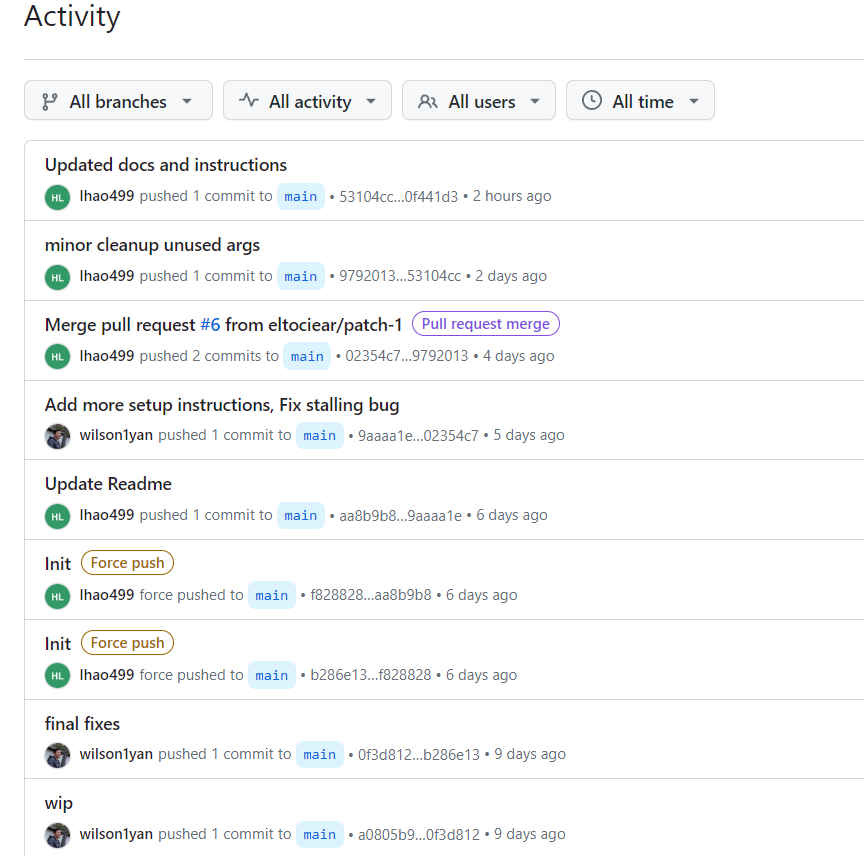 Activity
All branches All activity All users All time
Updated docs and instructions
HL lhao499 pushed 1 commit to main • 53104cc...0f441d3 • 2 hours ago
minor cleanup unused args
HL lhao499 pushed 1 commit to main • 9792013...53104cc • 2 days ago
Merge pull request #6 from eltociear/patch-1 Pull request merge
HL lhao499 pushed 2 commits to main • 02354c7...9792013 • 4 days ago
Add more setup instructions, Fix stalling bug
wilson1yan pushed 1 commit to main • 9aaaa1e...02354c7 • 5 days ago
Update Readme
HL lhao499 pushed 1 commit to main • aa8b9b8...9aaaa1e • 6 days ago
Init Force push
HL lhao499 force pushed to main • f828828...aa8b9b8 • 6 days ago
Init Force push
HL lhao499 force pushed to main • b286e13...f828828 • 6 days ago
final fixes
wilson1yan pushed 1 commit to main • 0f3d812...b286e13 • 9 days ago
wip
wilson1yan pushed 1 commit to main • a0805b9...0f3d812 • 9 days ago